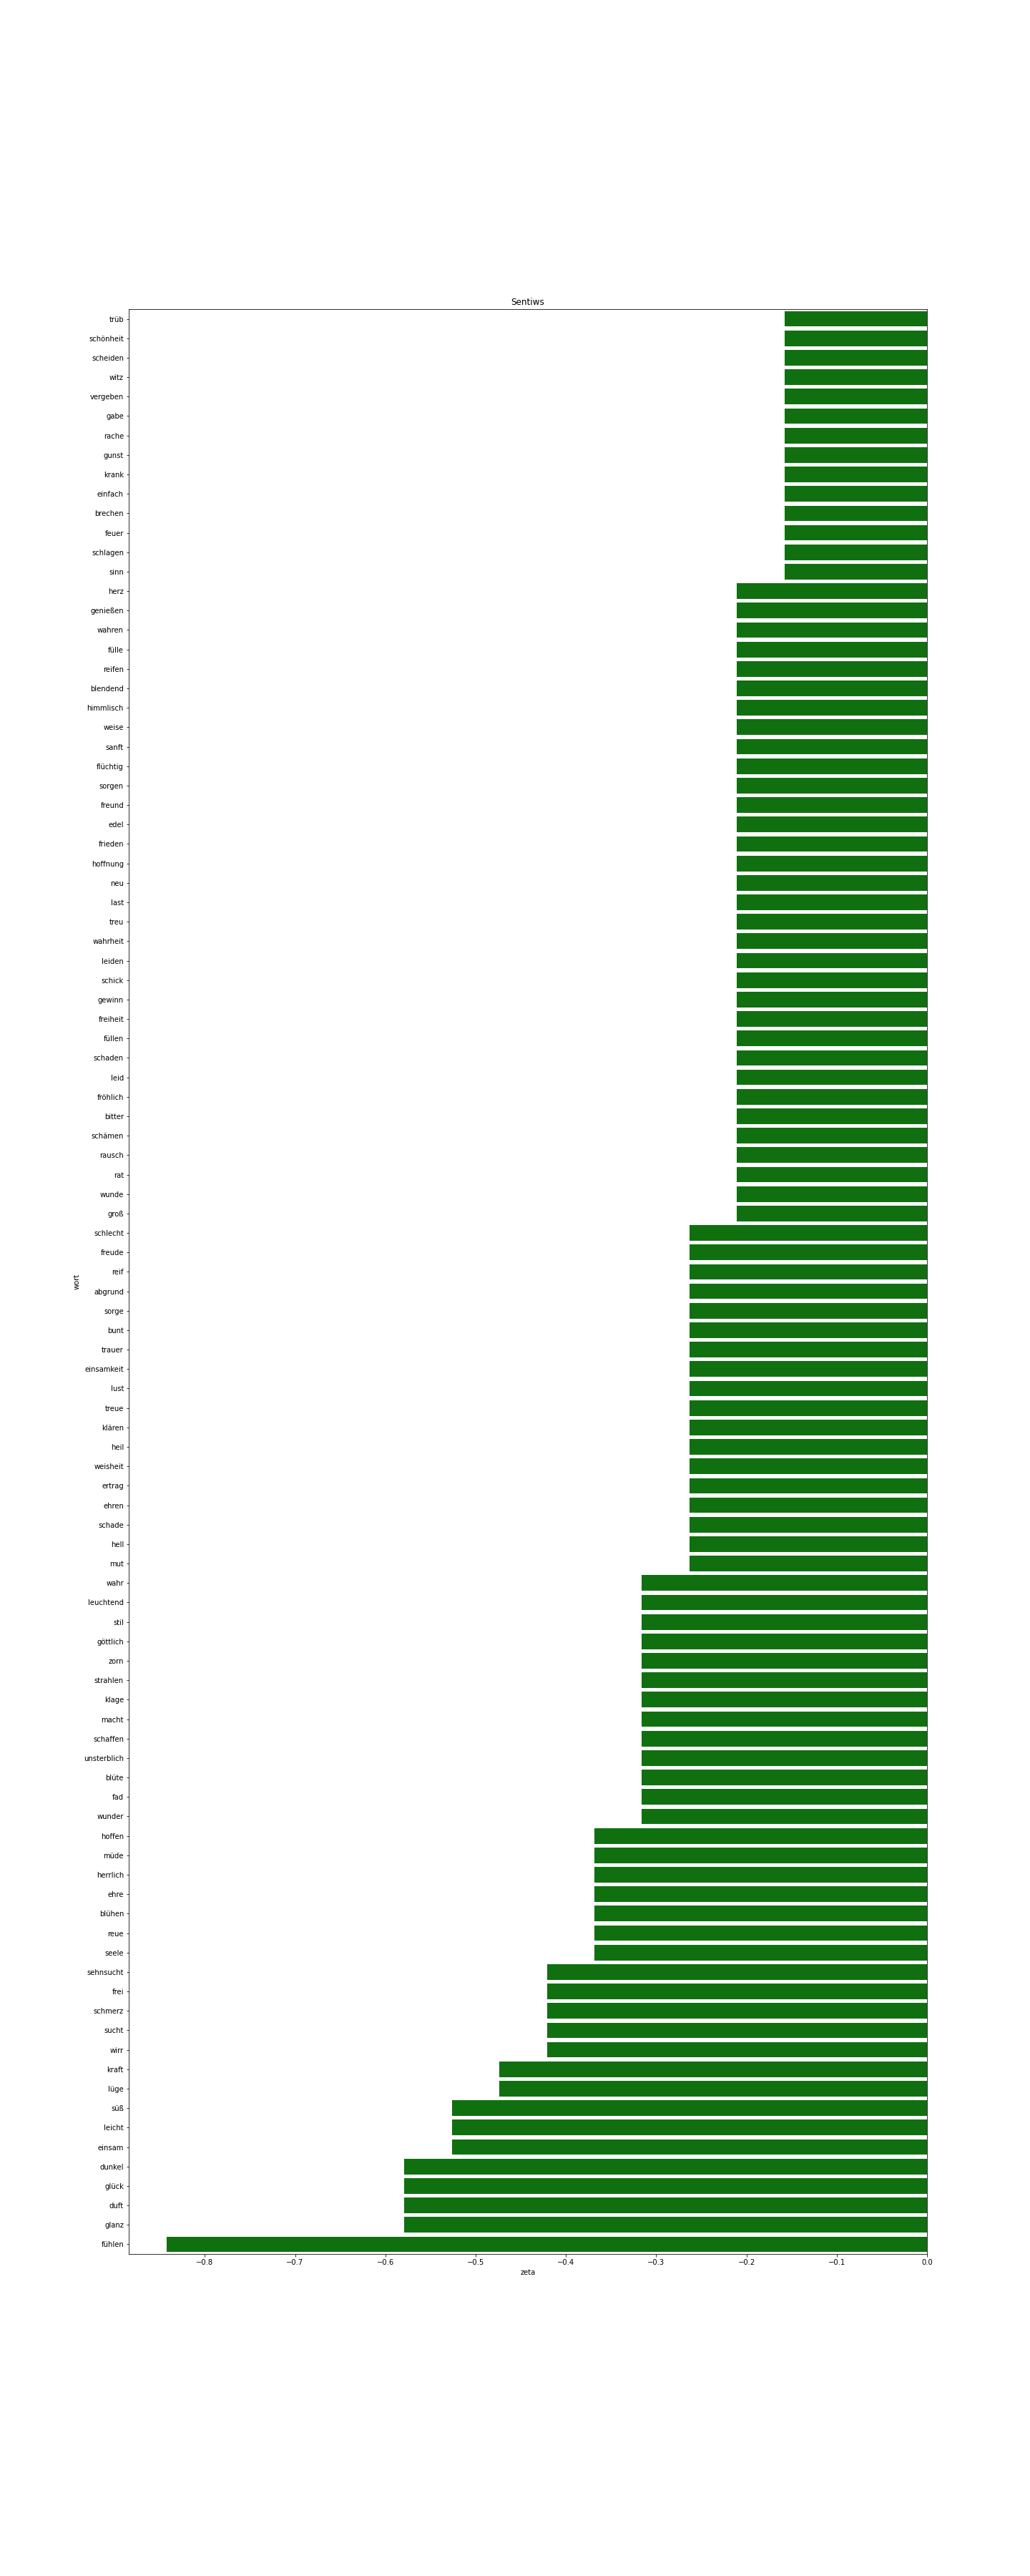 Sentiws
trüb
schönheit
scheiden
witz
vergeben
gabe
rache
gunst
krank
einfach
brechen
feuer
schlagen
sinn
herz
genießen
wahren
fülle
reifen
blendend
himmlisch
weise
sanft
flüchtig
sorgen
freund
edel
frieden
hoffnung
neu
last
treu
wahrheit
leiden
schick
gewinn
freiheit
füllen
schaden
leid
fröhlich
bitter
schämen
rausch
rat
wunde
groß
schlecht
freude
reif
abgrund
sorge
bunt
trauer
einsamkeit
lust
treue
klären
heil
weisheit
ertrag
ehren
schade
hell
mut
wahr
leuchtend
stil
göttlich
zorn
strahlen
klage
macht
schaffen
unsterblich
blüte
fad
wunder
hoffen
müde
herrlich
ehre
blühen
reue
seele
sehnsucht
frei
schmerz
sucht
wirr
kraft
lüge
süß
leicht
einsam
dunkel
glück
duft
glanz
fühlen
wort
−0.8 −0.7 −0.6 −0.5 −0.4 −0.3 −0.2 −0.1 0.0
zeta